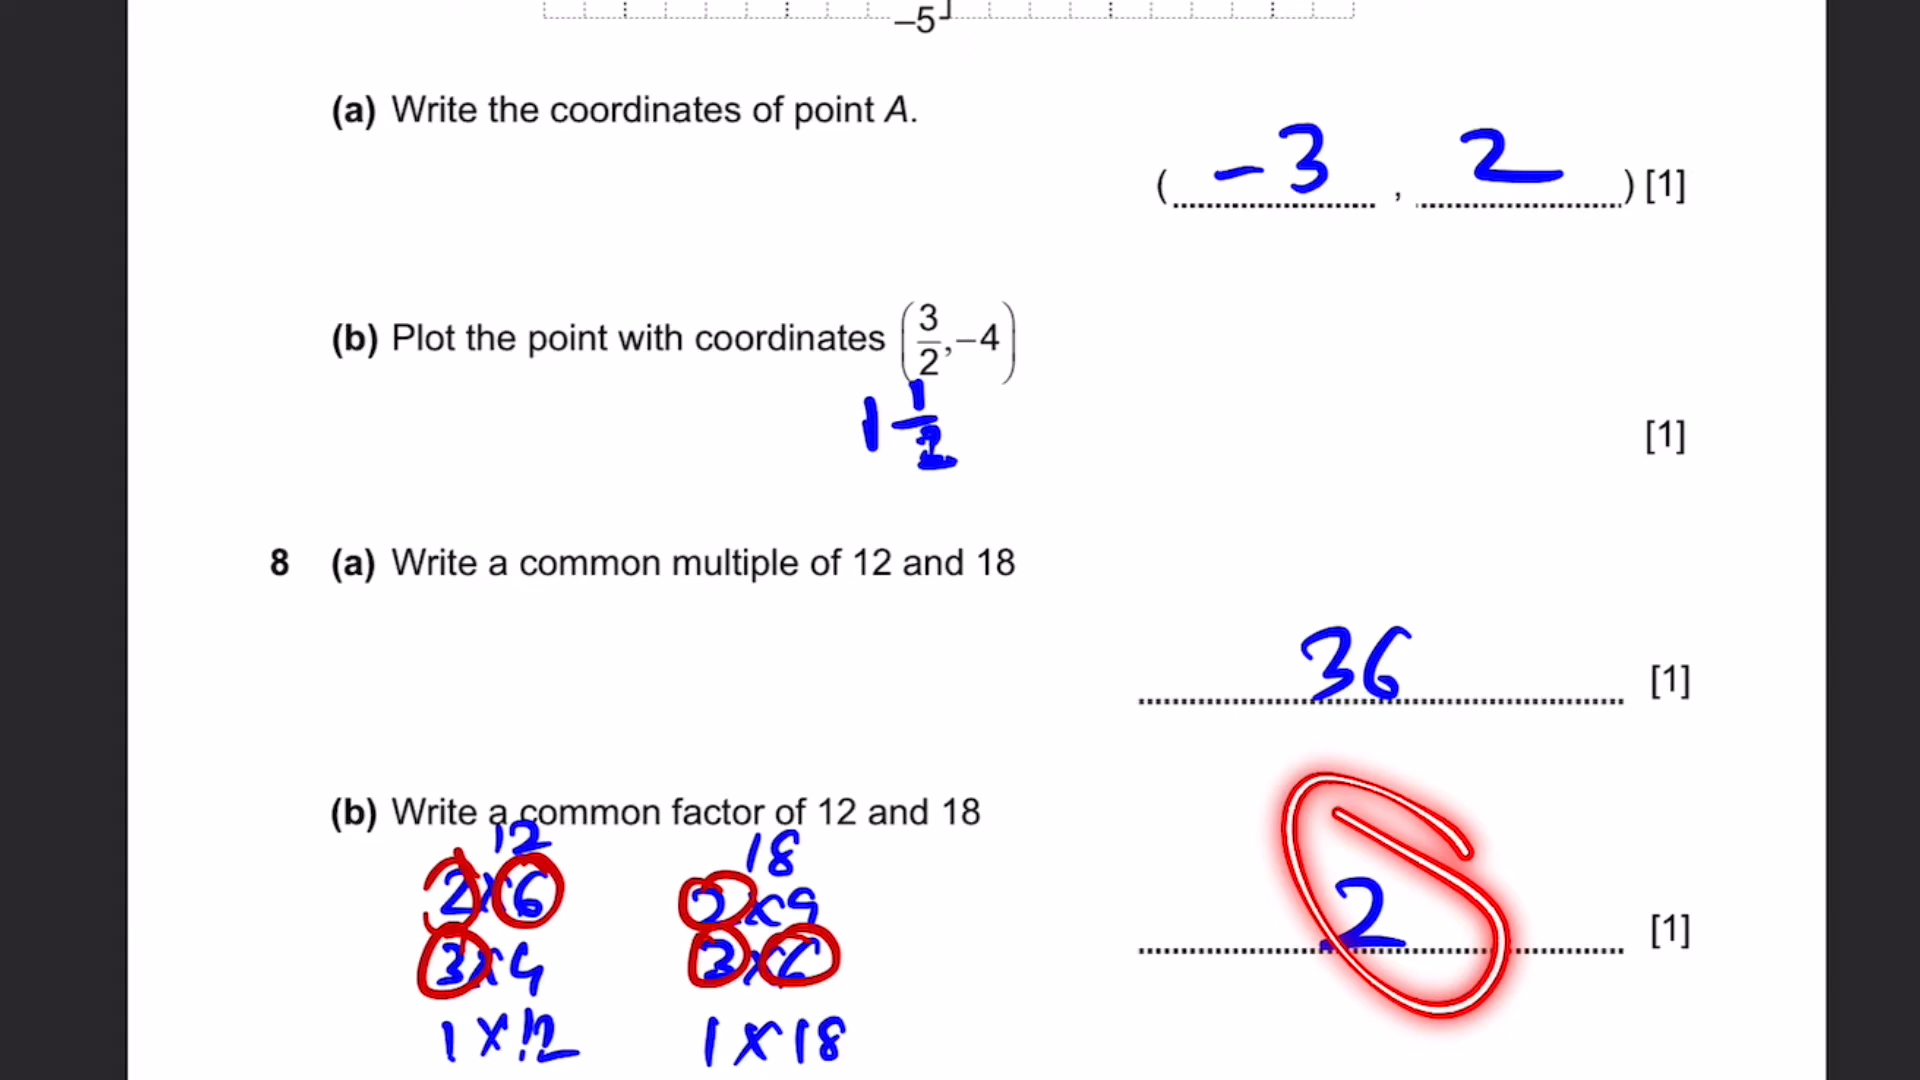 –5
(a) Write the coordinates of point A.
( -3 , 2 ) [1]
(b) Plot the point with coordinates (3/2, –4)
1 1/2
[1]
8 (a) Write a common multiple of 12 and 18
36 [1]
(b) Write a common factor of 12 and 18
12
18
2x6
2x9
2 [1]
3x4
3x6
1x12
1x18